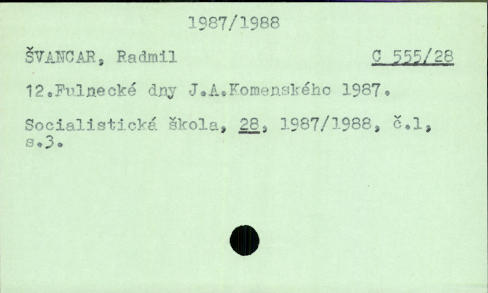 1987/1988
ŠVANCAR, Radmil C 555/28
12.Fulnecké dny J.A.Komenského 1987.
Socialistická škola, 28, 1987/1988, č.1,
s.3.